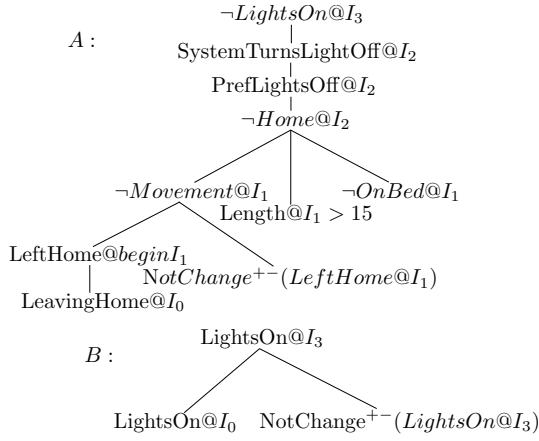 ¬LightsOn@I₃
A :
SystemTurnsLightOff@I₂
PrefLightsOff@I₂
¬Home@I₂
¬Movement@I₁ ¬OnBed@I₁
Length@I₁ > 15
LeftHome@beginI₁
NotChange⁺⁻(LeftHome@I₁)
LeavingHome@I₀
LightsOn@I₃
B :
LightsOn@I₀ NotChange⁺⁻(LightsOn@I₃)